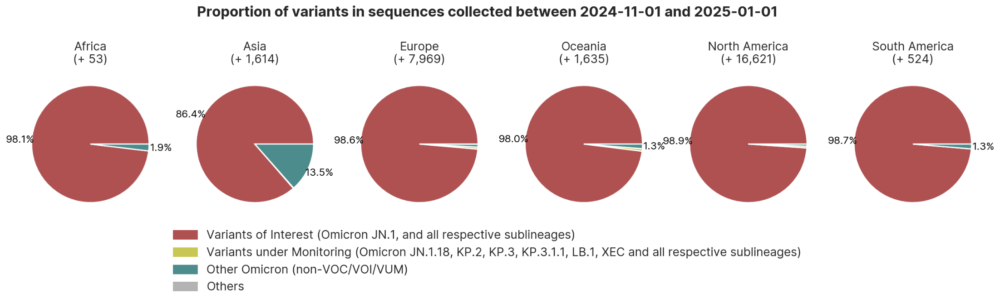 Proportion of variants in sequences collected between 2024-11-01 and 2025-01-01
Africa
(+ 53)
98.1%
1.9%
Asia
(+ 1,614)
86.4%
13.5%
Europe
(+ 7,969)
98.6%
Oceania
(+ 1,635)
98.0%
1.3%
North America
(+ 16,621)
98.9%
South America
(+ 524)
98.7%
1.3%
Variants of Interest (Omicron JN.1, and all respective sublineages)
Variants under Monitoring (Omicron JN.1.18, KP.2, KP.3, KP.3.1.1, LB.1, XEC and all respective sublineages)
Other Omicron (non-VOC/VOI/VUM)
Others